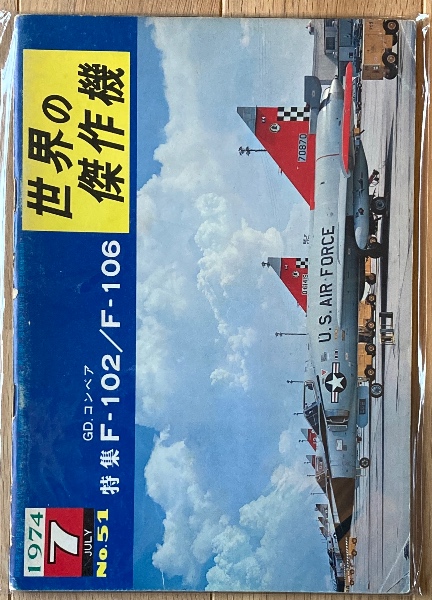 世界の
傑作機
GD.コンベア
特集 F-102/F-106
1974
7
JULY
No.51
70870
U.S. AIR FORCE